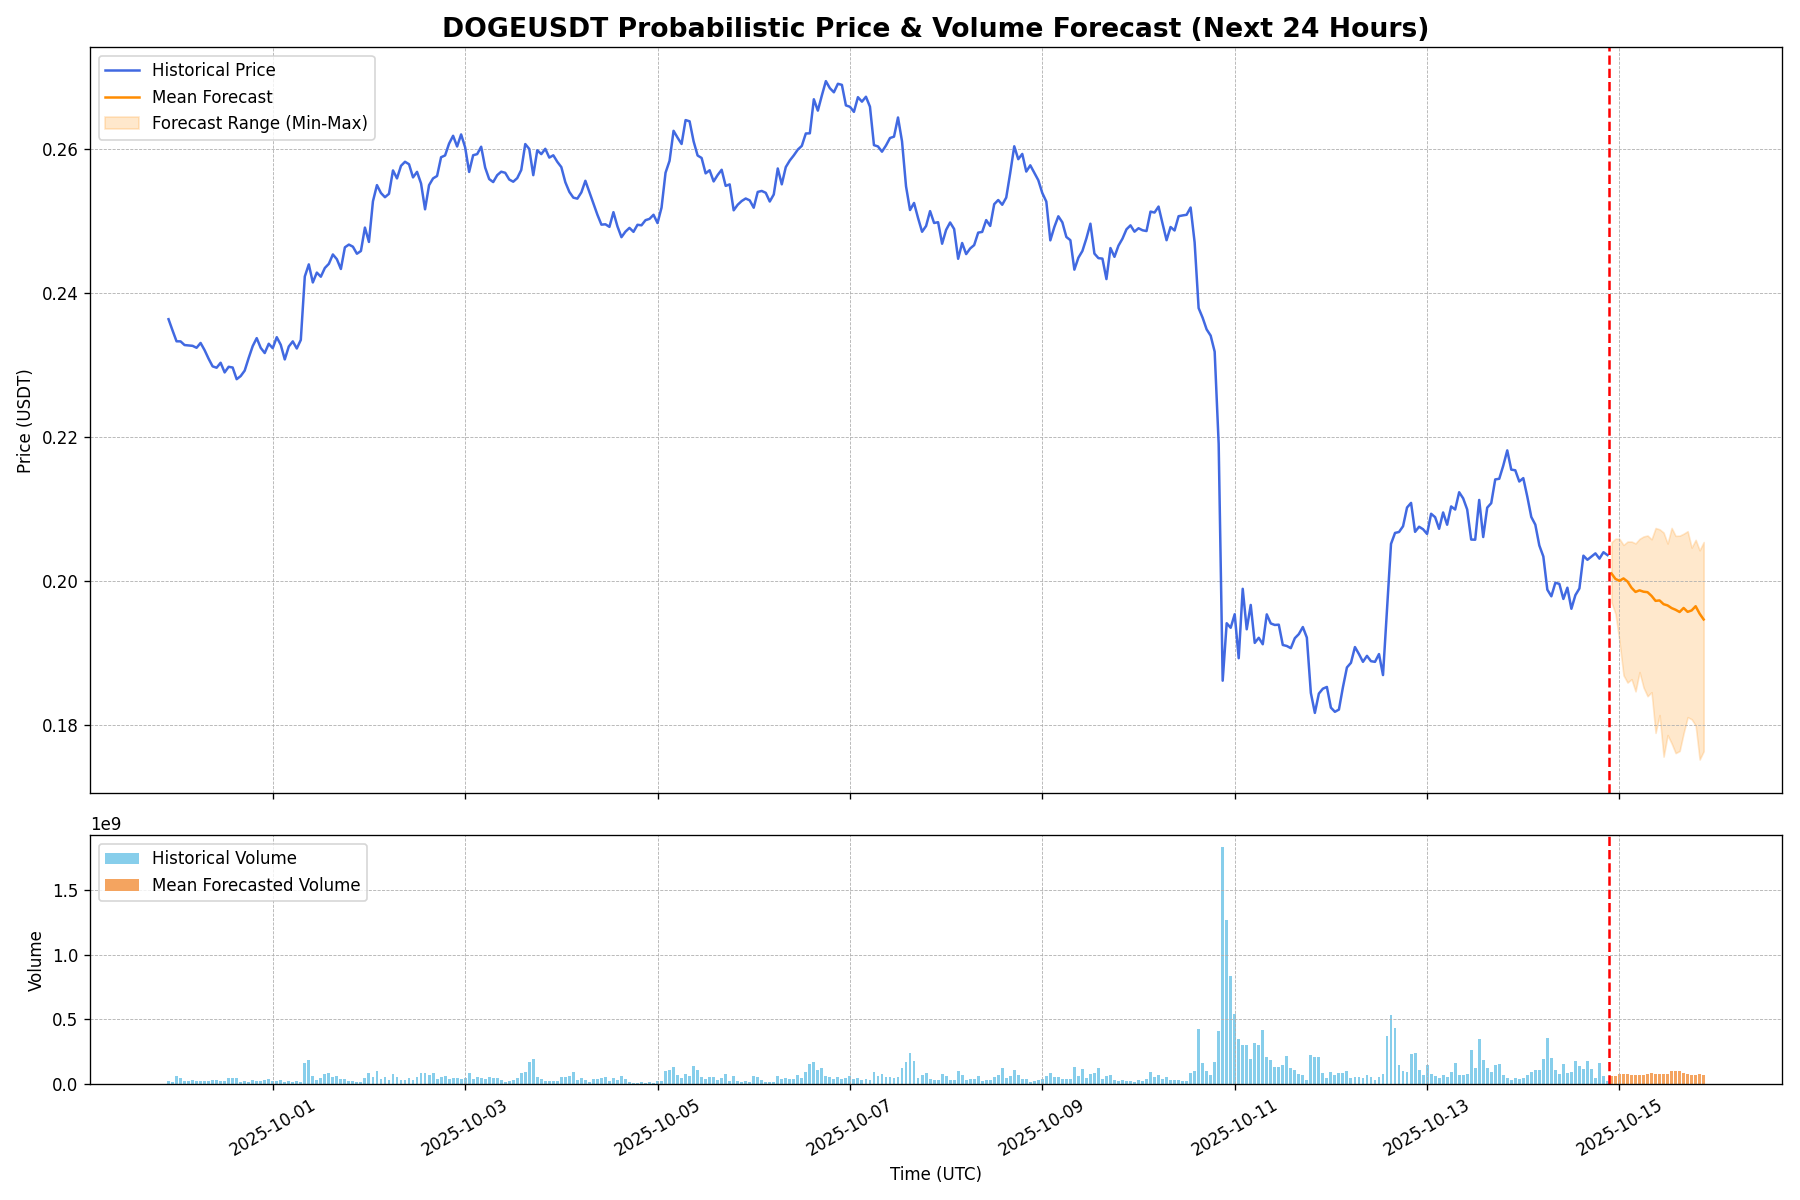 DOGEUSDT Probabilistic Price & Volume Forecast (Next 24 Hours)
Historical Price
Mean Forecast
Forecast Range (Min-Max)
Price (USDT)
0.26
0.24
0.22
0.20
0.18
1e9
Historical Volume
Mean Forecasted Volume
Volume
1.5
1.0
0.5
0.0
2025-10-01
2025-10-03
2025-10-05
2025-10-07
2025-10-09
2025-10-11
2025-10-13
2025-10-15
Time (UTC)